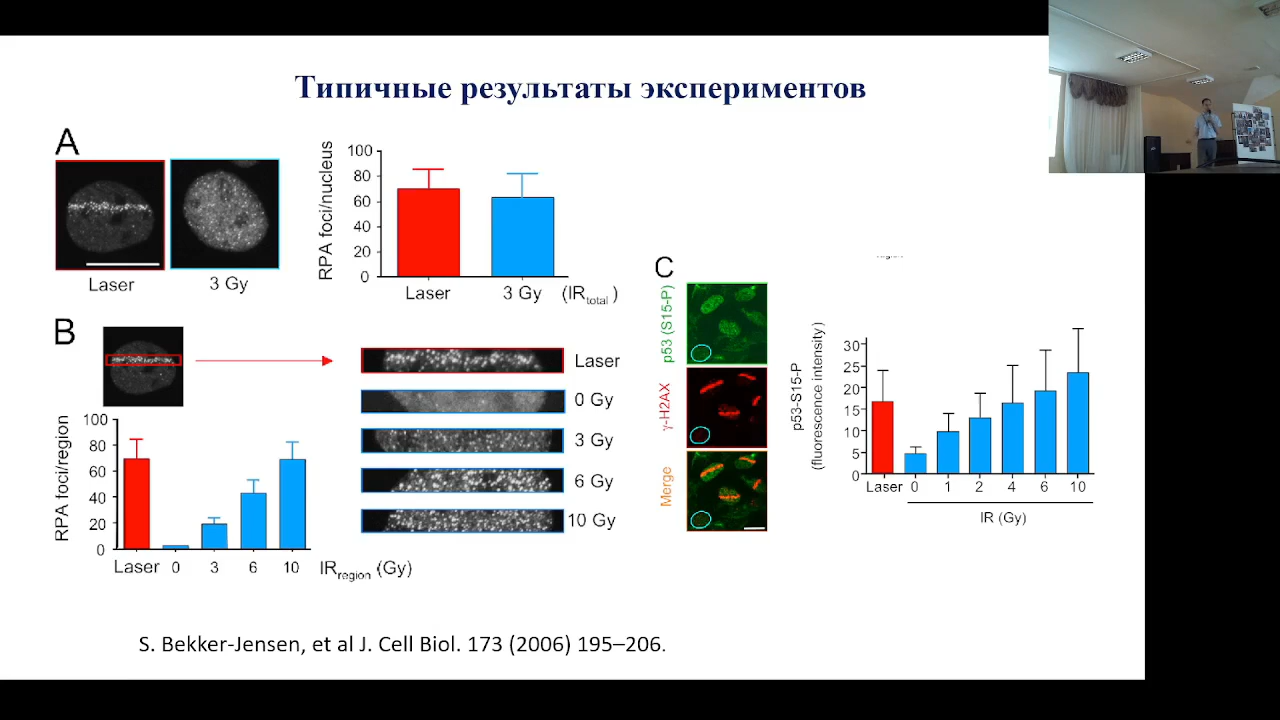 Типичные результаты экспериментов
A
Laser
3 Gy
RPA foci/nucleus
100
80
60
40
20
0
Laser 3 Gy (IRtotal)
B
Laser
0 Gy
3 Gy
6 Gy
10 Gy
RPA foci/region
100
80
60
40
20
0
Laser 0 3 6 10 IRregion (Gy)
C
p53 (S15-P)
γ-H2AX
Merge
region
p53-S15-P
(fluorescence intensity)
30
25
20
15
10
5
0
Laser 0 1 2 4 6 10
IR (Gy)
S. Bekker-Jensen, et al J. Cell Biol. 173 (2006) 195–206.